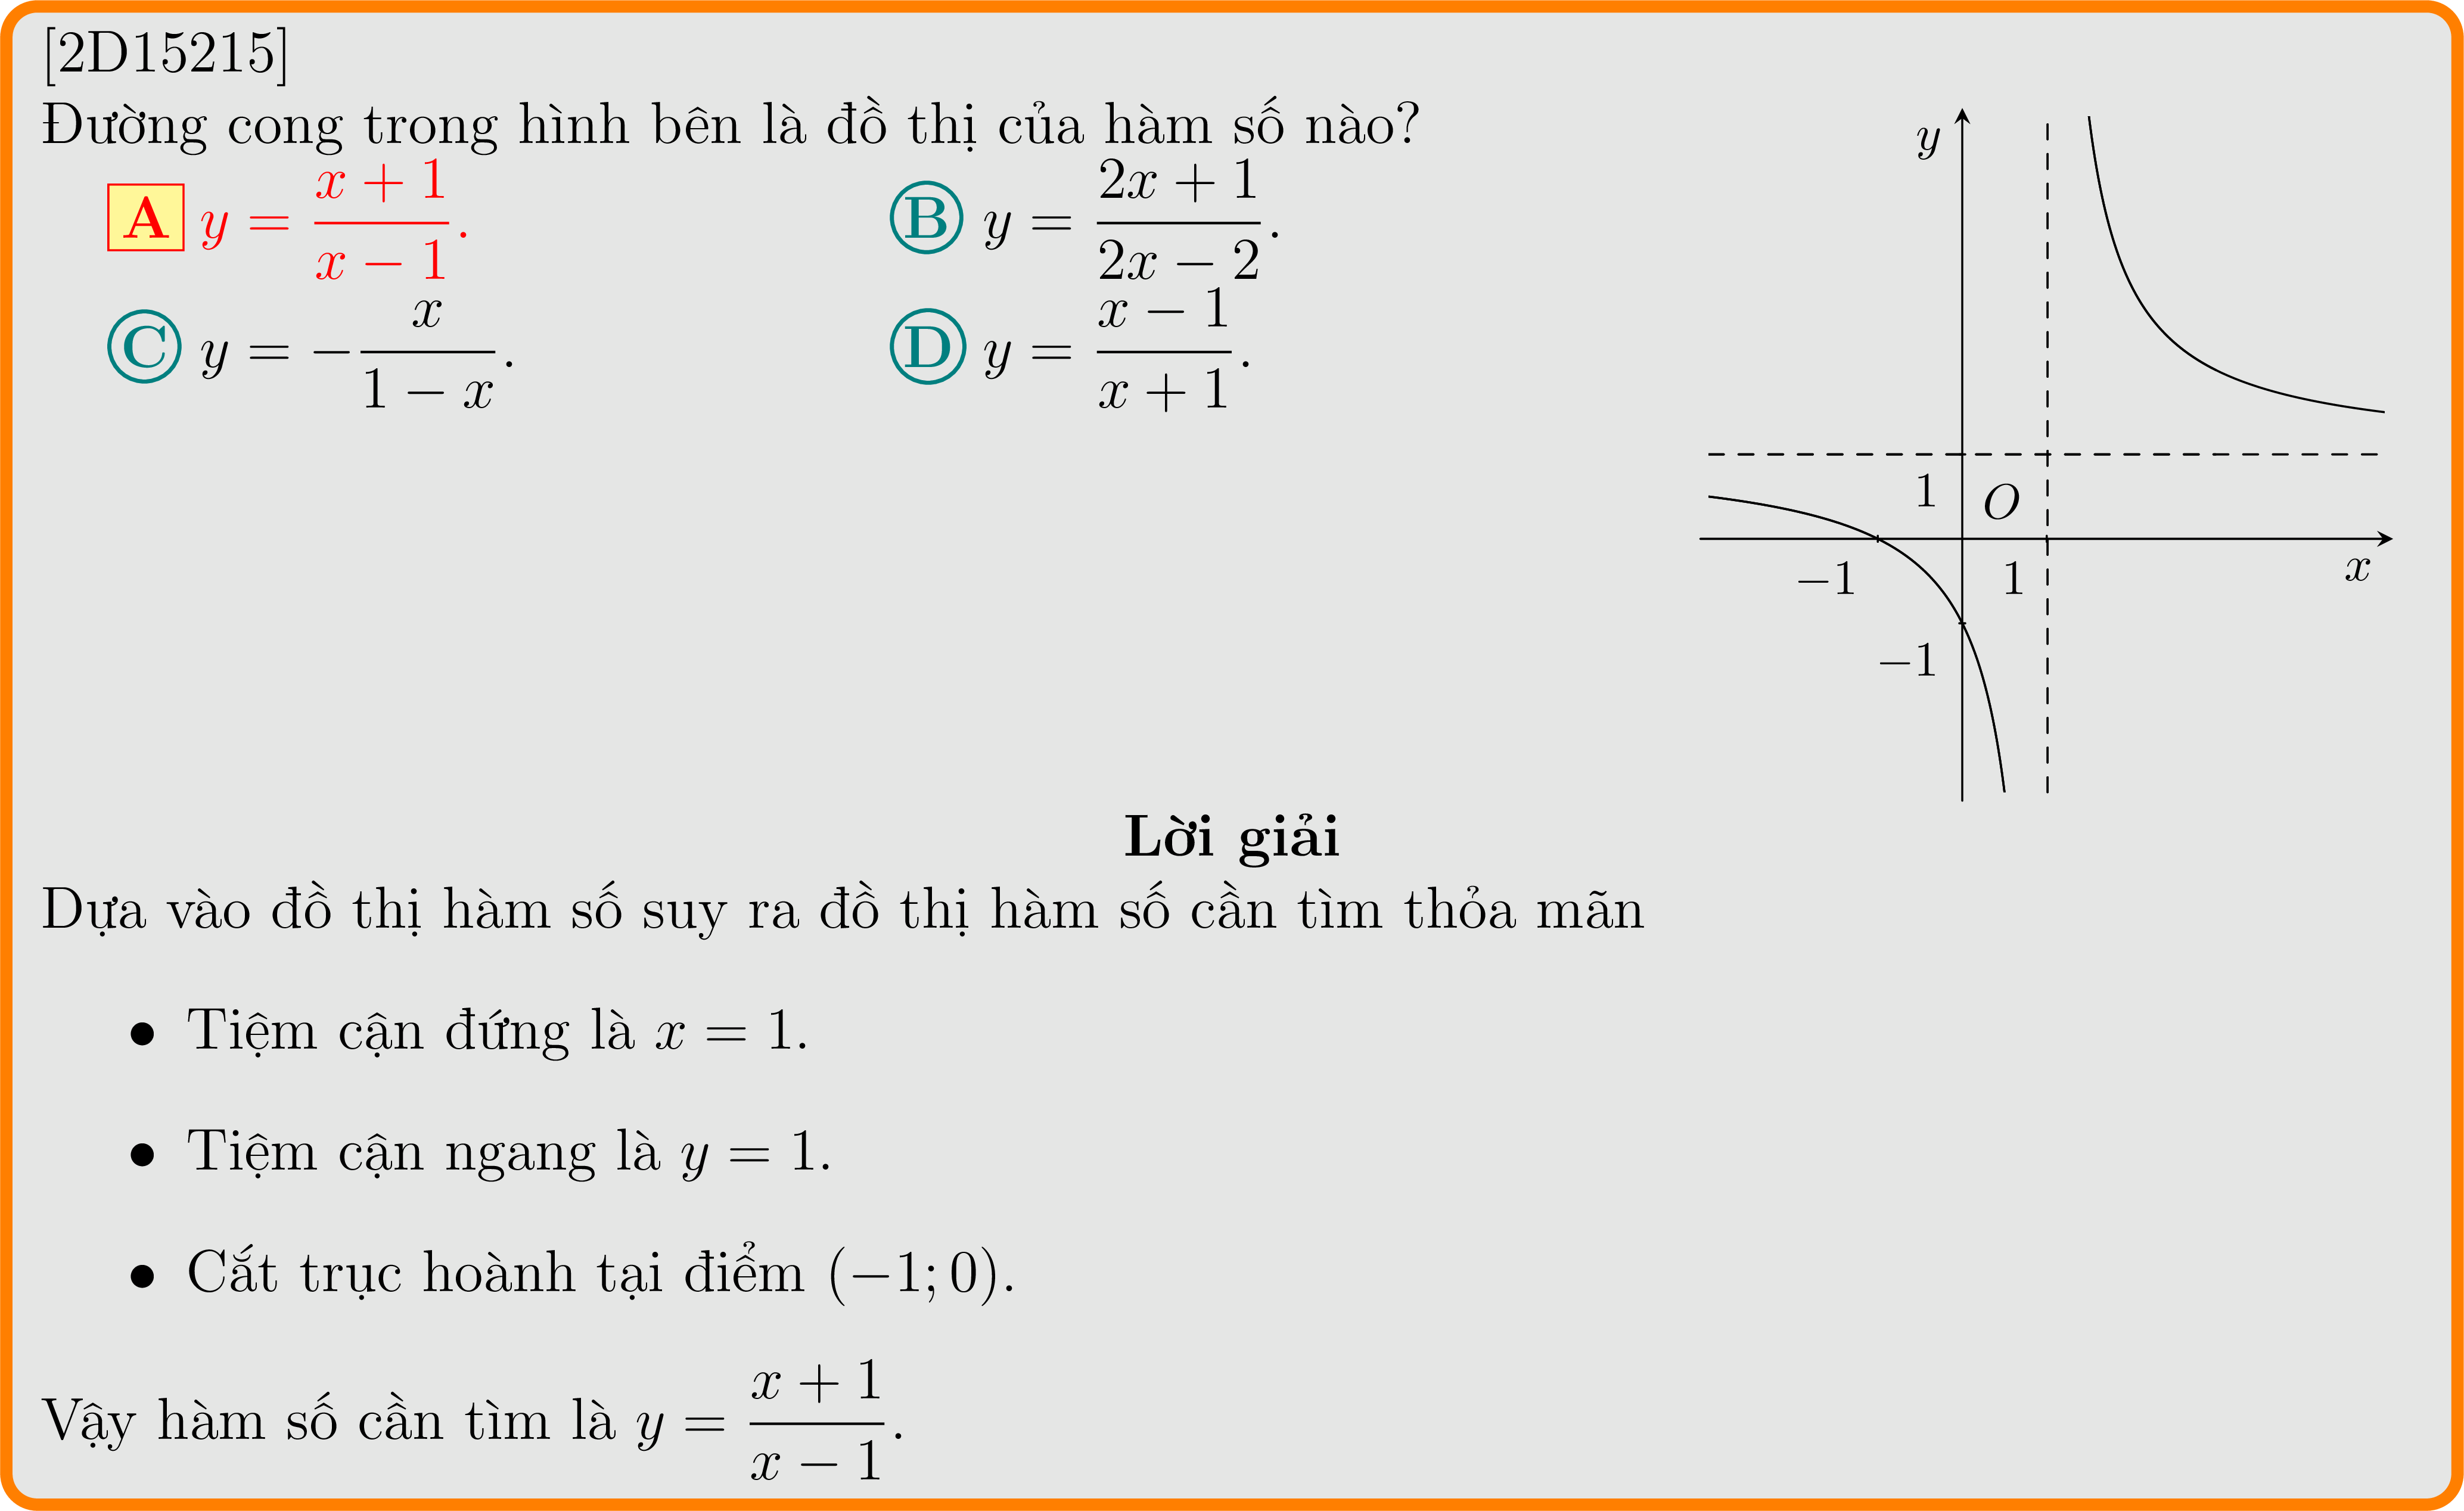 [2D15215]
Đường cong trong hình bên là đồ thị của hàm số nào?
A y = \frac{x + 1}{x − 1}.
B y = \frac{2x + 1}{2x − 2}.
C y = −\frac{x}{1 − x}.
D y = \frac{x − 1}{x + 1}.
y
1
O
−1
1
x
−1
Lời giải
Dựa vào đồ thị hàm số suy ra đồ thị hàm số cần tìm thỏa mãn
• Tiệm cận đứng là x = 1.
• Tiệm cận ngang là y = 1.
• Cắt trục hoành tại điểm (−1; 0).
Vậy hàm số cần tìm là y = \frac{x + 1}{x − 1}.